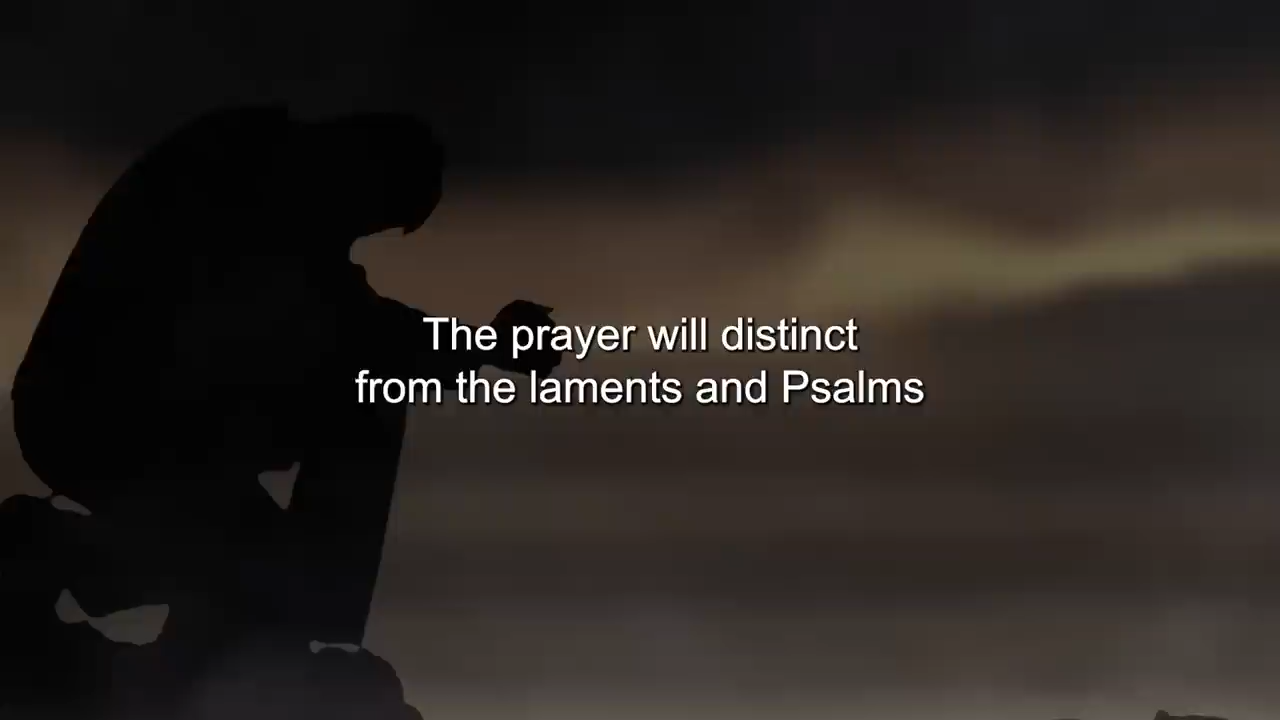 The prayer will distinct
from the laments and Psalms